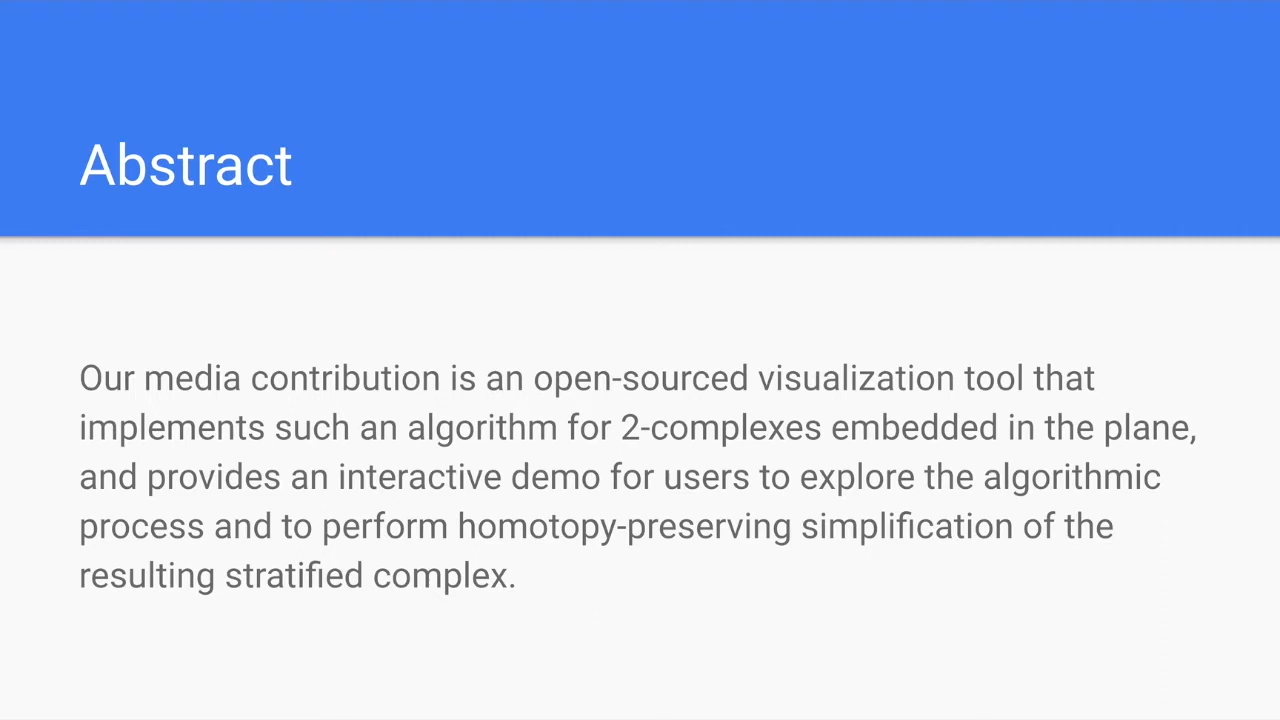 Abstract
Our media contribution is an open-sourced visualization tool that
implements such an algorithm for 2-complexes embedded in the plane,
and provides an interactive demo for users to explore the algorithmic
process and to perform homotopy-preserving simplification of the
resulting stratified complex.